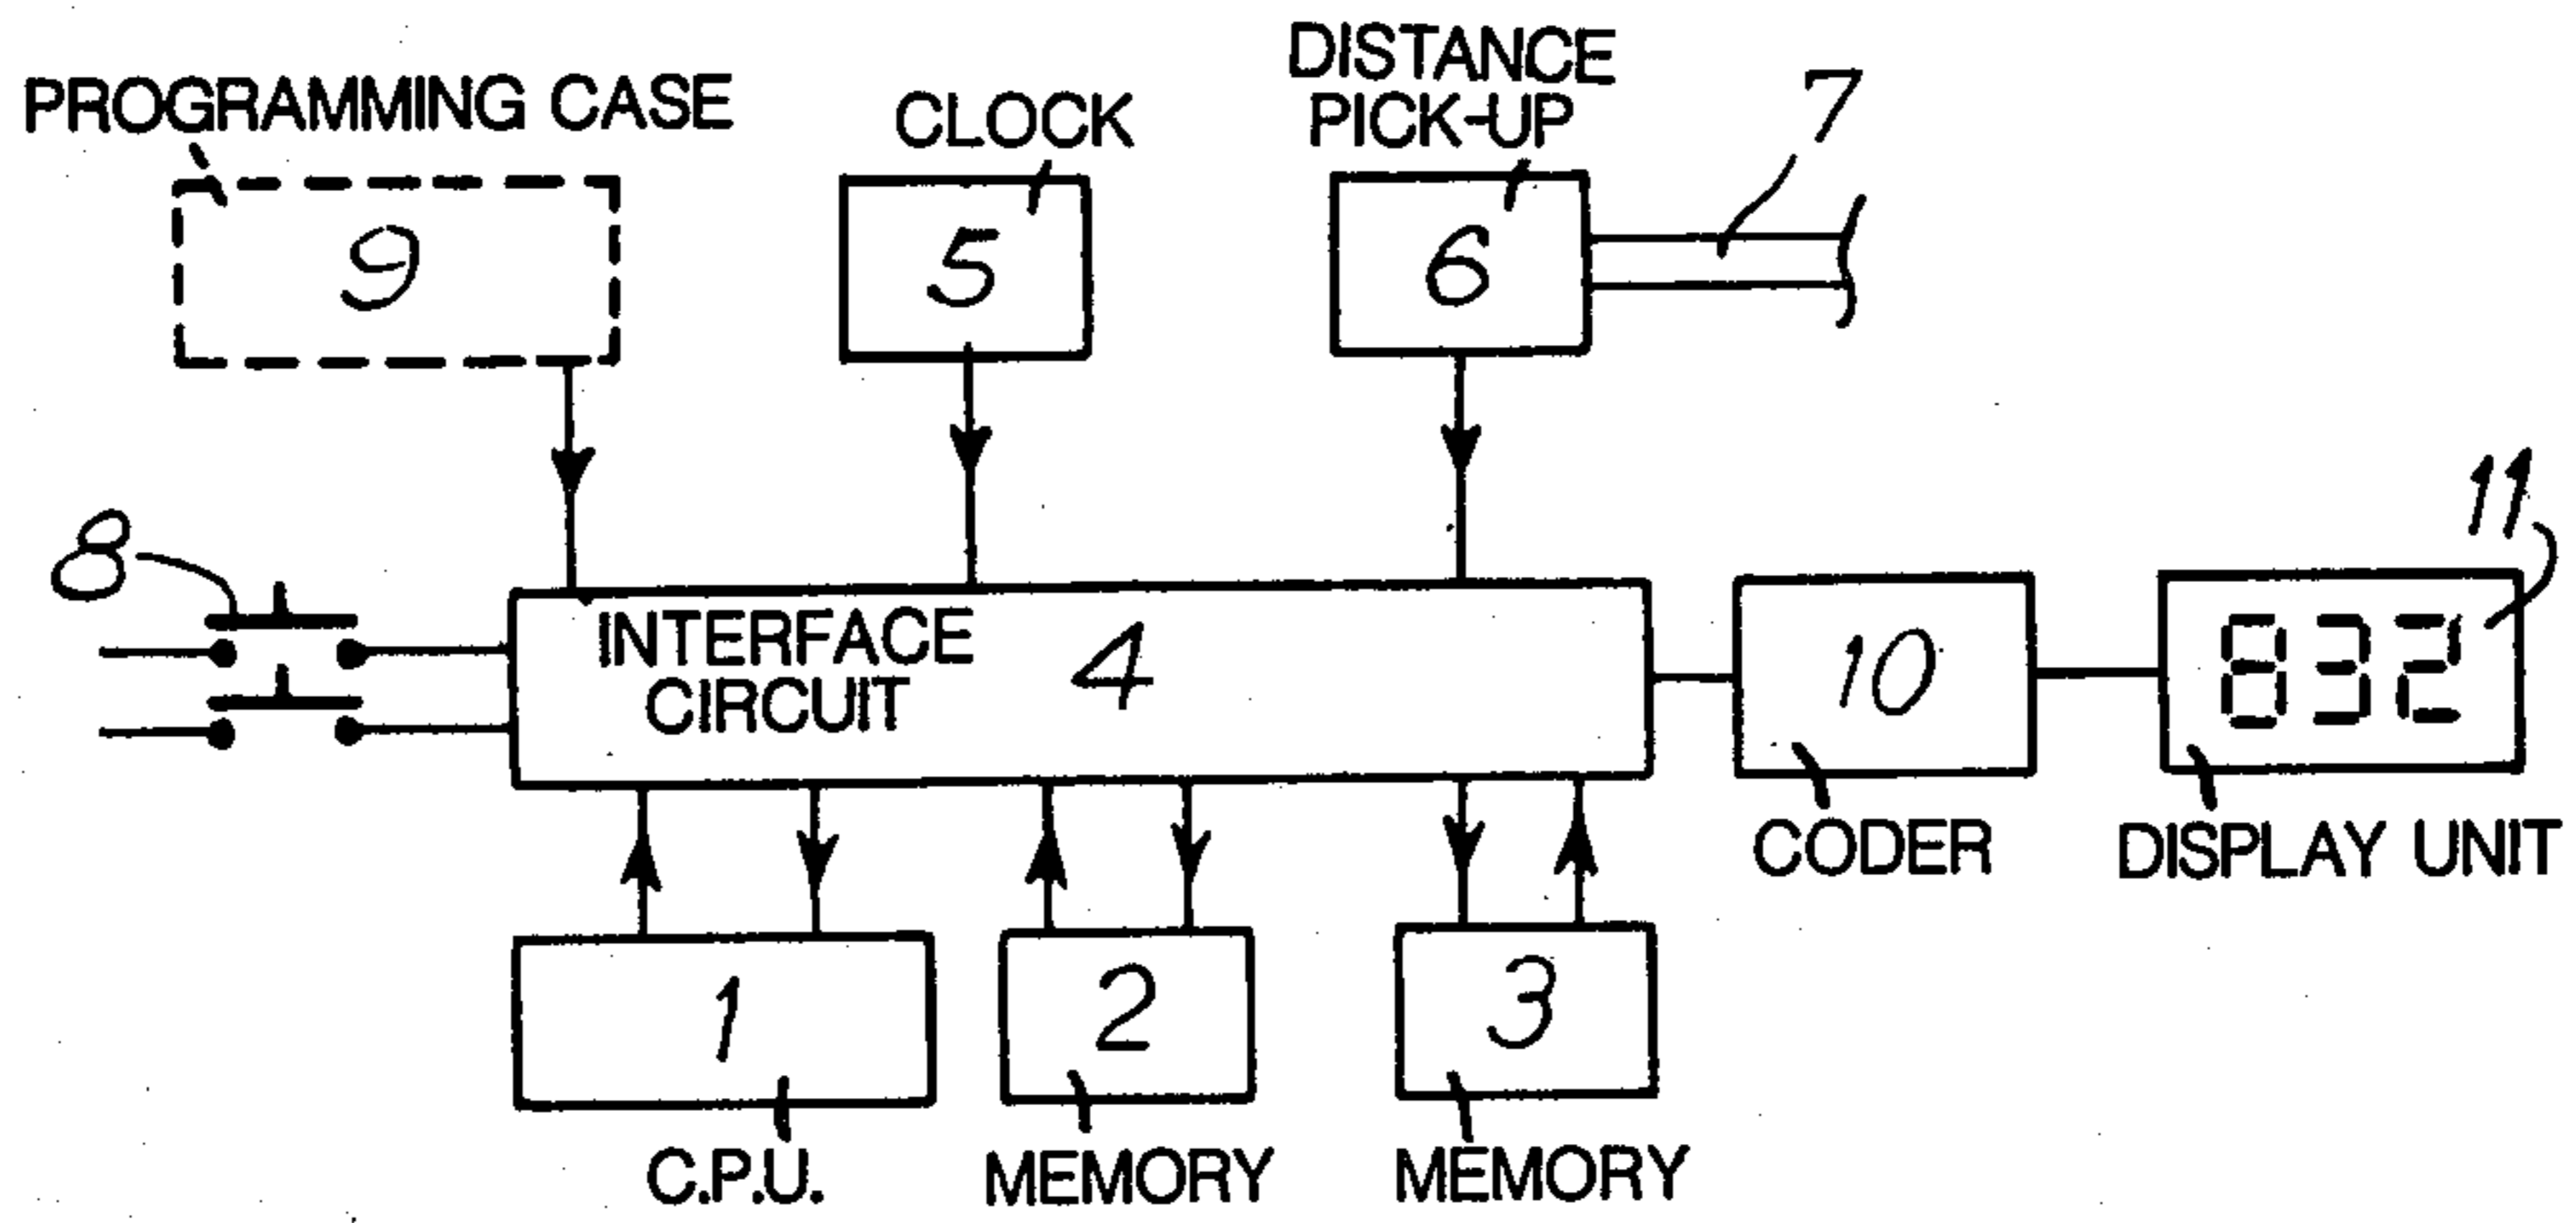 PROGRAMMING CASE
9
CLOCK
5
DISTANCE
PICK-UP
6
7
8
INTERFACE
CIRCUIT
4
10
CODER
11
832
DISPLAY UNIT
1
C.P.U.
2
MEMORY
3
MEMORY